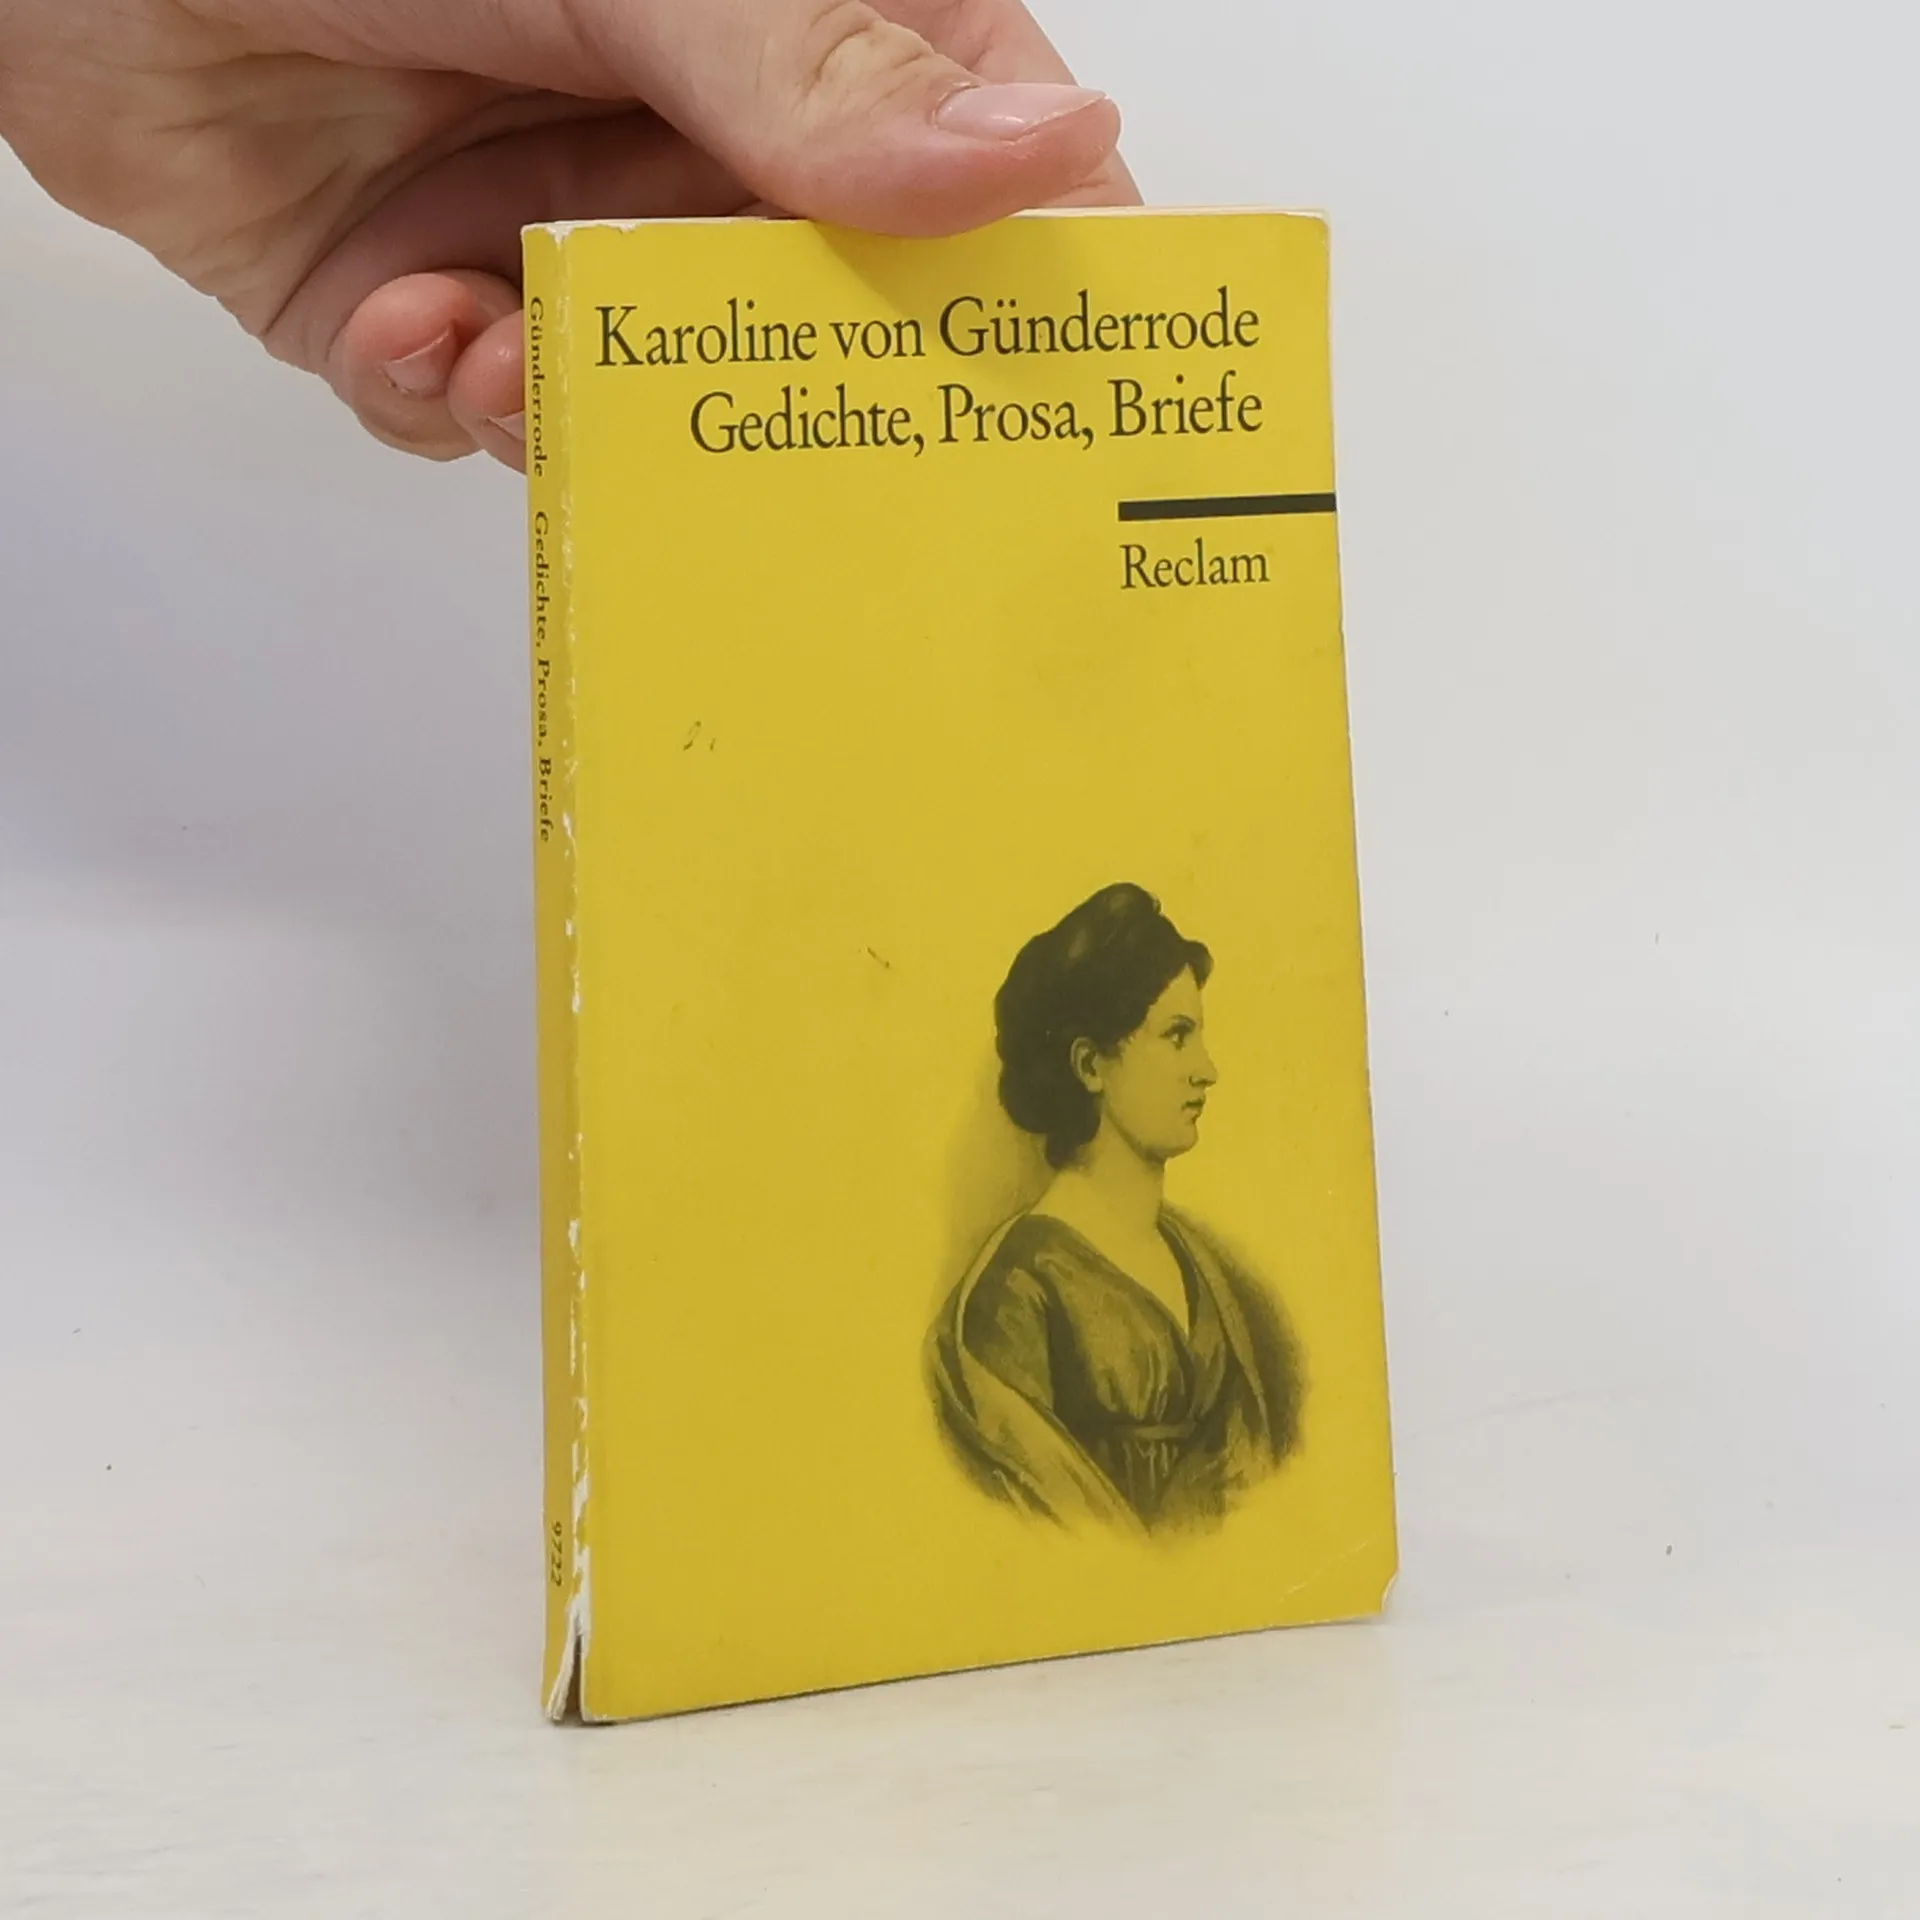 Karoline von Günderrode
Gedichte, Prosa, Briefe
Reclam
Günderrode Gedichte, Prosa, Briefe
9722